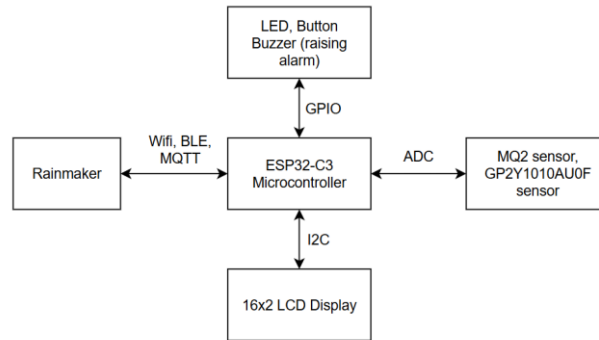 LED, Button
Buzzer (raising
alarm)
GPIO
Wifi, BLE,
MQTT
Rainmaker
ESP32-C3
Microcontroller
ADC
MQ2 sensor,
GP2Y1010AU0F
sensor
I2C
16x2 LCD Display